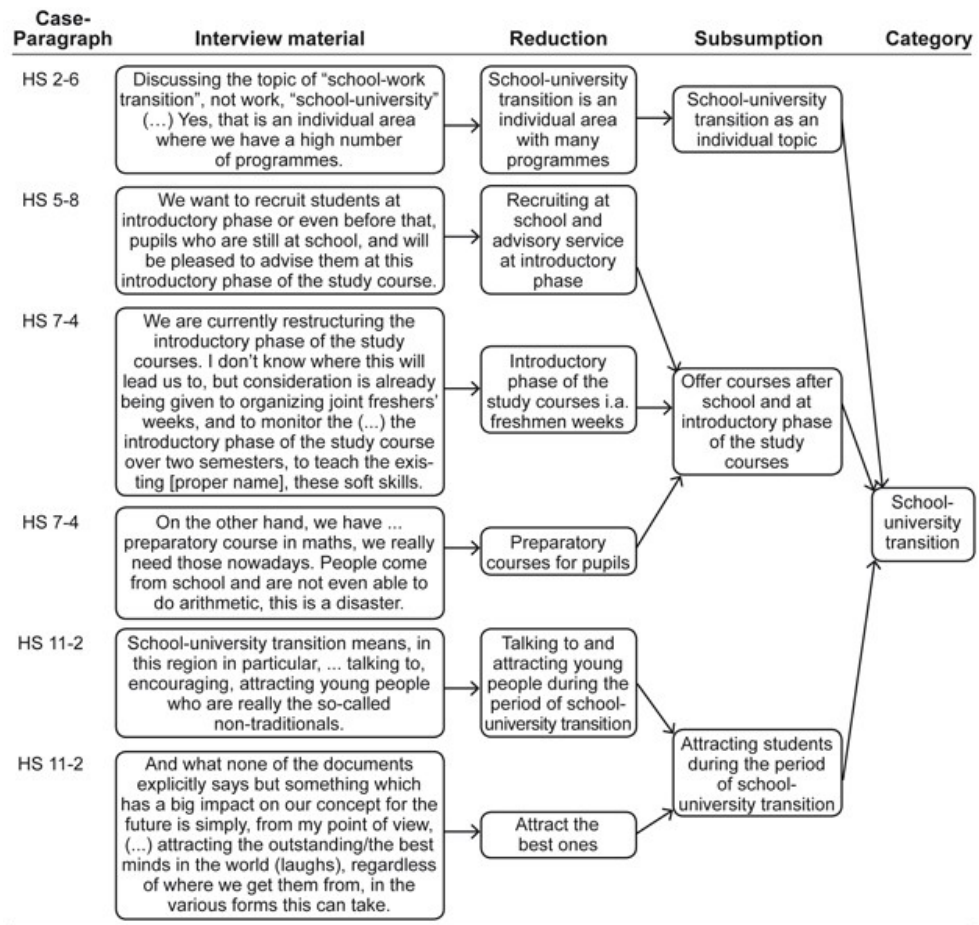 Case-
Paragraph
Interview material
Reduction
Subsumption
Category
HS 2-6
Discussing the topic of “school-work
transition”, not work, “school-university”
(…) Yes, that is an individual area
where we have a high number
of programmes.
School-university
transition is an
individual area
with many
programmes
School-university
transition as an
individual topic
HS 5-8
We want to recruit students at
introductory phase or even before that,
pupils who are still at school, and will
be pleased to advise them at this
introductory phase of the study course.
Recruiting at
school and
advisory service
at introductory
phase
HS 7-4
We are currently restructuring the
introductory phase of the study
courses. I don’t know where this will
lead us to, but consideration is already
being given to organizing joint freshers’
weeks, and to monitor the (...) the
introductory phase of the study course
over two semesters, to teach the exis-
ting [proper name], these soft skills.
Introductory
phase of the
study courses i.a.
freshmen weeks
Offer courses after
school and at
introductory phase
of the study
courses
HS 7-4
On the other hand, we have ...
preparatory course in maths, we really
need those nowadays. People come
from school and are not even able to
do arithmetic, this is a disaster.
Preparatory
courses for pupils
School-
university
transition
HS 11-2
School-university transition means, in
this region in particular, ... talking to,
encouraging, attracting young people
who are really the so-called
non-traditionals.
Talking to and
attracting young
people during the
period of school-
university transition
HS 11-2
And what none of the documents
explicitly says but something which
has a big impact on our concept for the
future is simply, from my point of view,
(...) attracting the outstanding/the best
minds in the world (laughs), regardless
of where we get them from, in the
various forms this can take.
Attract the
best ones
Attracting students
during the period
of school-
university transition